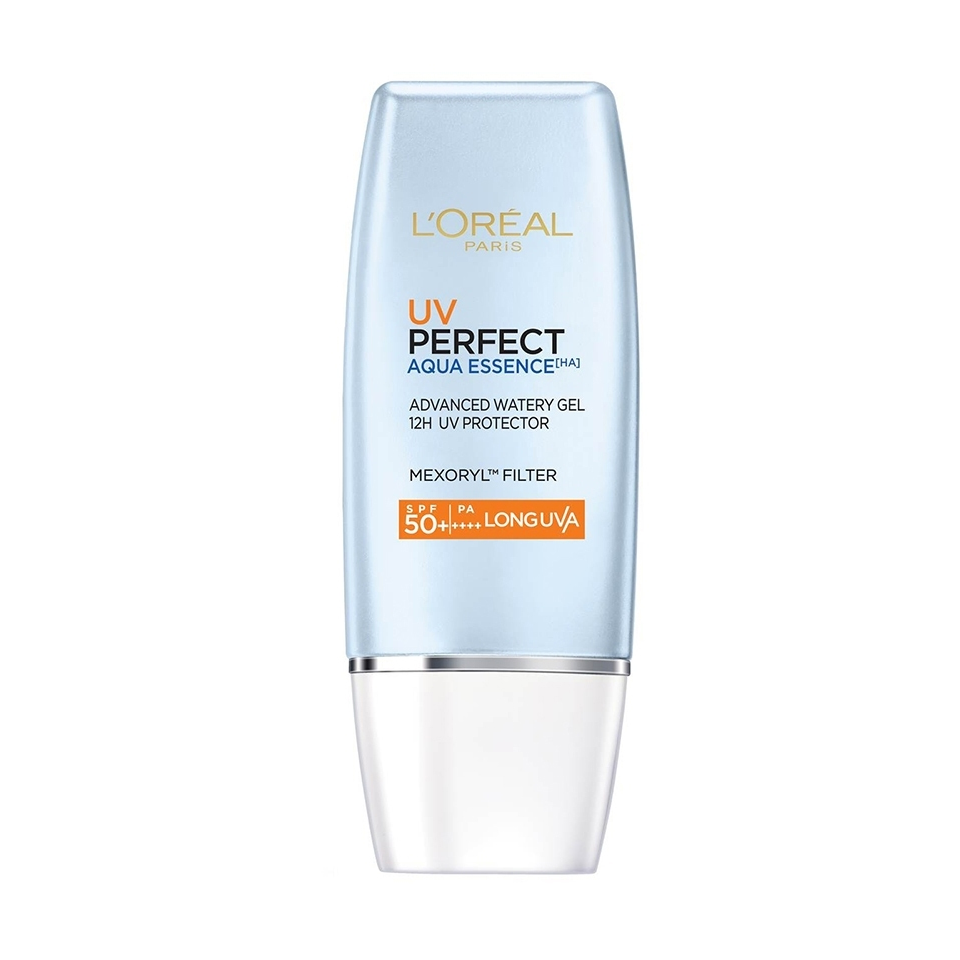 L'ORÉAL
PARiS
UV
PERFECT
AQUA ESSENCE[HA]
ADVANCED WATERY GEL
12H UV PROTECTOR
MEXORYL™ FILTER
SPF 50+ PA ++++ LONG UVA